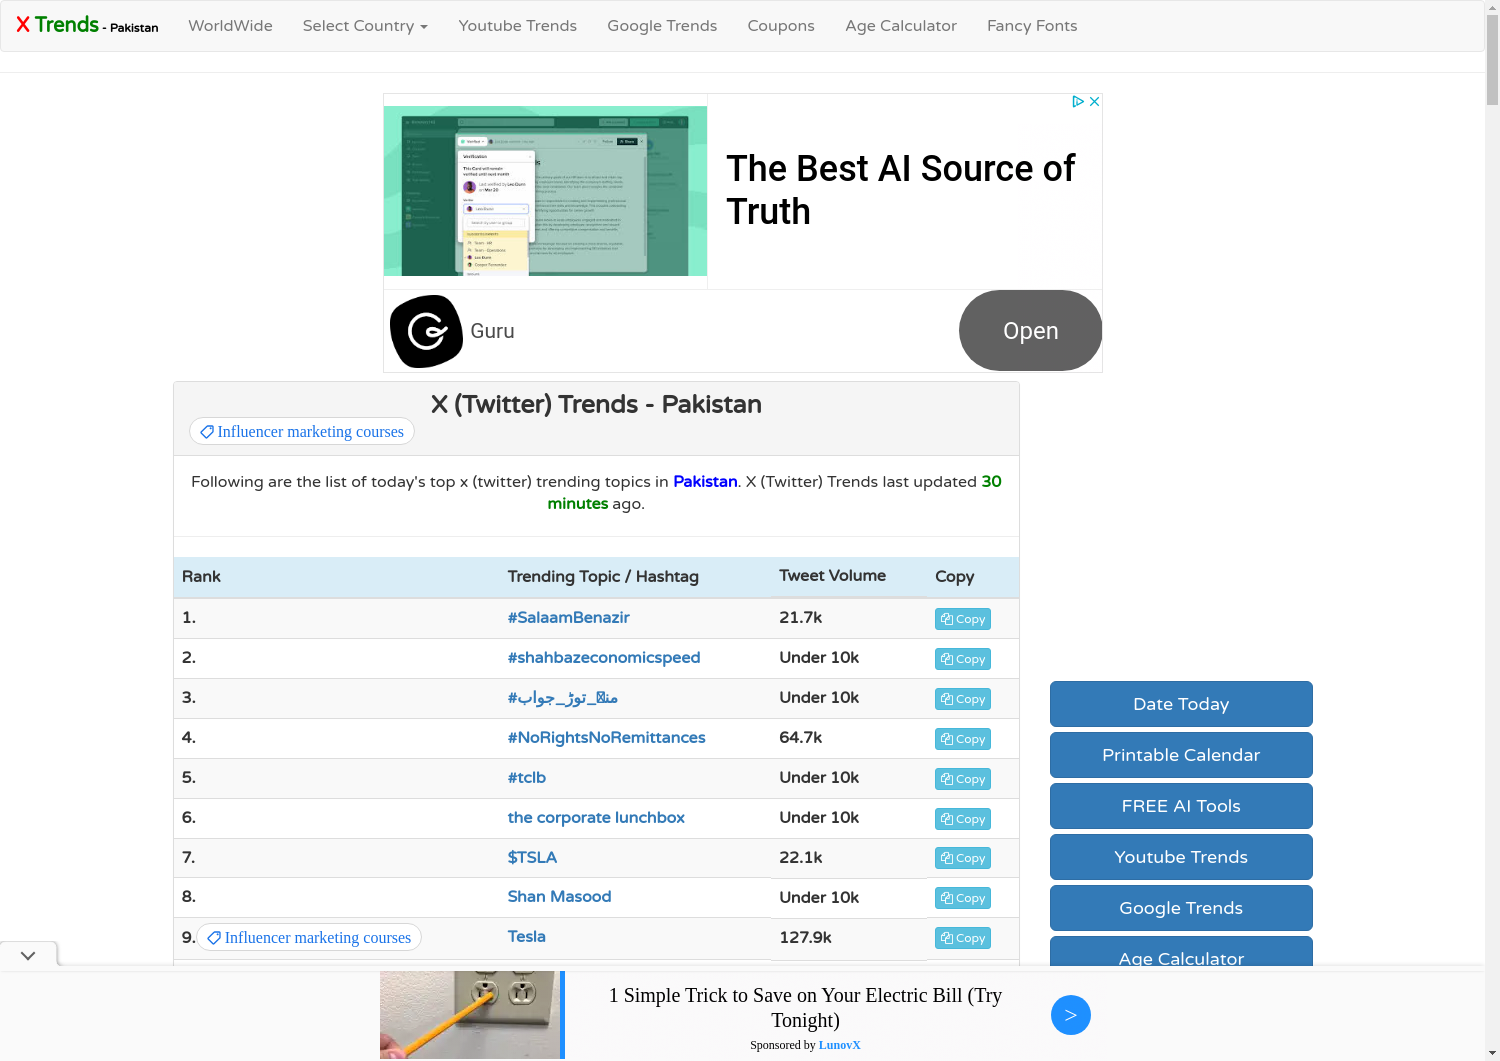 X Trends - Pakistan
WorldWide
Select Country
Youtube Trends
Google Trends
Coupons
Age Calculator
Fancy Fonts
Verification
The Best AI Source of
Truth
Guru
Open
X (Twitter) Trends - Pakistan
Influencer marketing courses
Following are the list of today's top x (twitter) trending topics in Pakistan. X (Twitter) Trends last updated 30
minutes ago.
Rank Trending Topic / Hashtag Tweet Volume Copy
1. #SalaamBenazir 21.7k Copy
2. #shahbazeconomicspeed Under 10k Copy
3. #_توڑ_جواب Under 10k Copy
4. #NoRightsNoRemittances 64.7k Copy
5. #tclb Under 10k Copy
6. the corporate lunchbox Under 10k Copy
7. $TSLA 22.1k Copy
8. Shan Masood Under 10k Copy
9. Influencer marketing courses Tesla 127.9k Copy
Date Today
Printable Calendar
FREE AI Tools
Youtube Trends
Google Trends
Age Calculator
1 Simple Trick to Save on Your Electric Bill (Try
Tonight)
Sponsored by LunovX
>